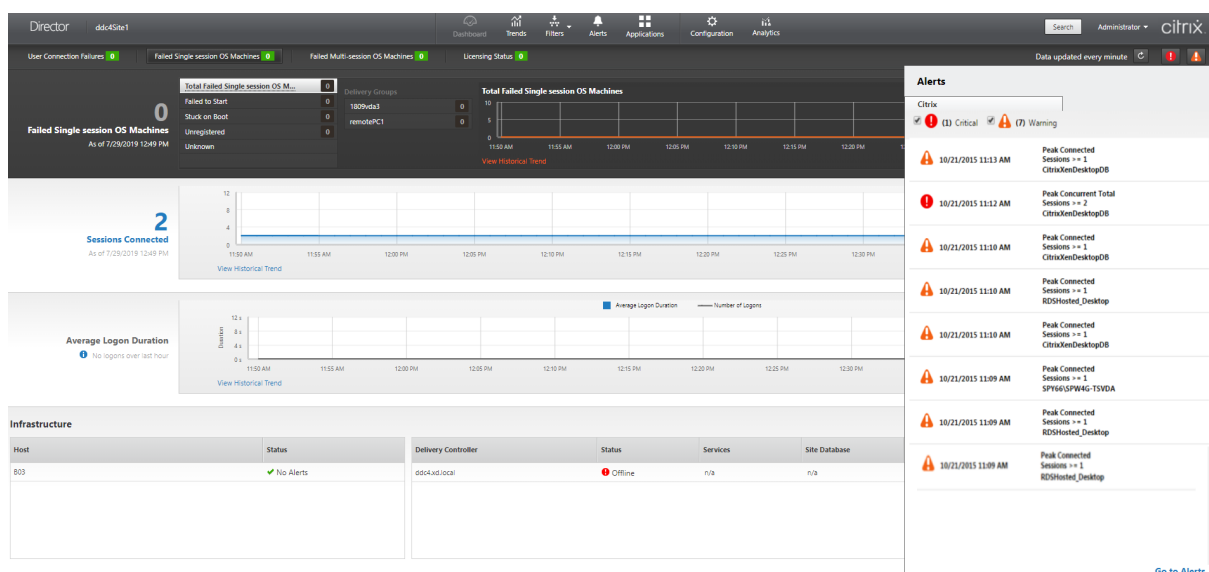 Director ddc4Site1 Dashboard Trends Filters Alerts Applications Configuration Analytics Search Administrator citrix
User Connection Failures 0 Failed Single session OS Machines 0 Failed Multi-session OS Machines 0 Licensing Status 0 Data updated every minute
0
Failed Single session OS Machines
As of 7/29/2019 12:49 PM
Total Failed Single session OS M... 0
Failed to Start 0
Stuck on Boot 0
Unregistered 0
Unknown
Delivery Groups
1809vda3 0
remotePC1 0
Total Failed Single session OS Machines
10
5
0
11:50 AM 11:55 AM 12:00 PM 12:05 PM 12:10 PM 12:15 PM 12:20 PM
View Historical Trend
2
Sessions Connected
As of 7/29/2019 12:49 PM
12
8
4
0
11:50 AM 11:55 AM 12:00 PM 12:05 PM 12:10 PM 12:15 PM 12:20 PM 12:25 PM 12:30 PM
View Historical Trend
Average Logon Duration
No logons over last hour
Average Logon Duration Number of Logons
Duration
12 s
8 s
4 s
0 s
11:50 AM 11:55 AM 12:00 PM 12:05 PM 12:10 PM 12:15 PM 12:20 PM 12:25 PM 12:30 PM
View Historical Trend
Infrastructure
Host Status
B03 No Alerts
Delivery Controller Status Services Site Database
ddc4.xd.local Offline n/a n/a
Alerts
Citrix
(1) Critical (7) Warning
10/21/2015 11:13 AM
Peak Connected
Sessions >= 1
CitrixXenDesktopDB
10/21/2015 11:12 AM
Peak Concurrent Total
Sessions >= 2
CitrixXenDesktopDB
10/21/2015 11:10 AM
Peak Connected
Sessions >= 1
CitrixXenDesktopDB
10/21/2015 11:10 AM
Peak Connected
Sessions >= 1
RDSHosted_Desktop
10/21/2015 11:10 AM
Peak Connected
Sessions >= 1
CitrixXenDesktopDB
10/21/2015 11:09 AM
Peak Connected
Sessions >= 1
SPY66\SPW4G-TSVDA
10/21/2015 11:09 AM
Peak Connected
Sessions >= 1
RDSHosted_Desktop
10/21/2015 11:09 AM
Peak Connected
Sessions >= 1
RDSHosted_Desktop
Go to Alerts